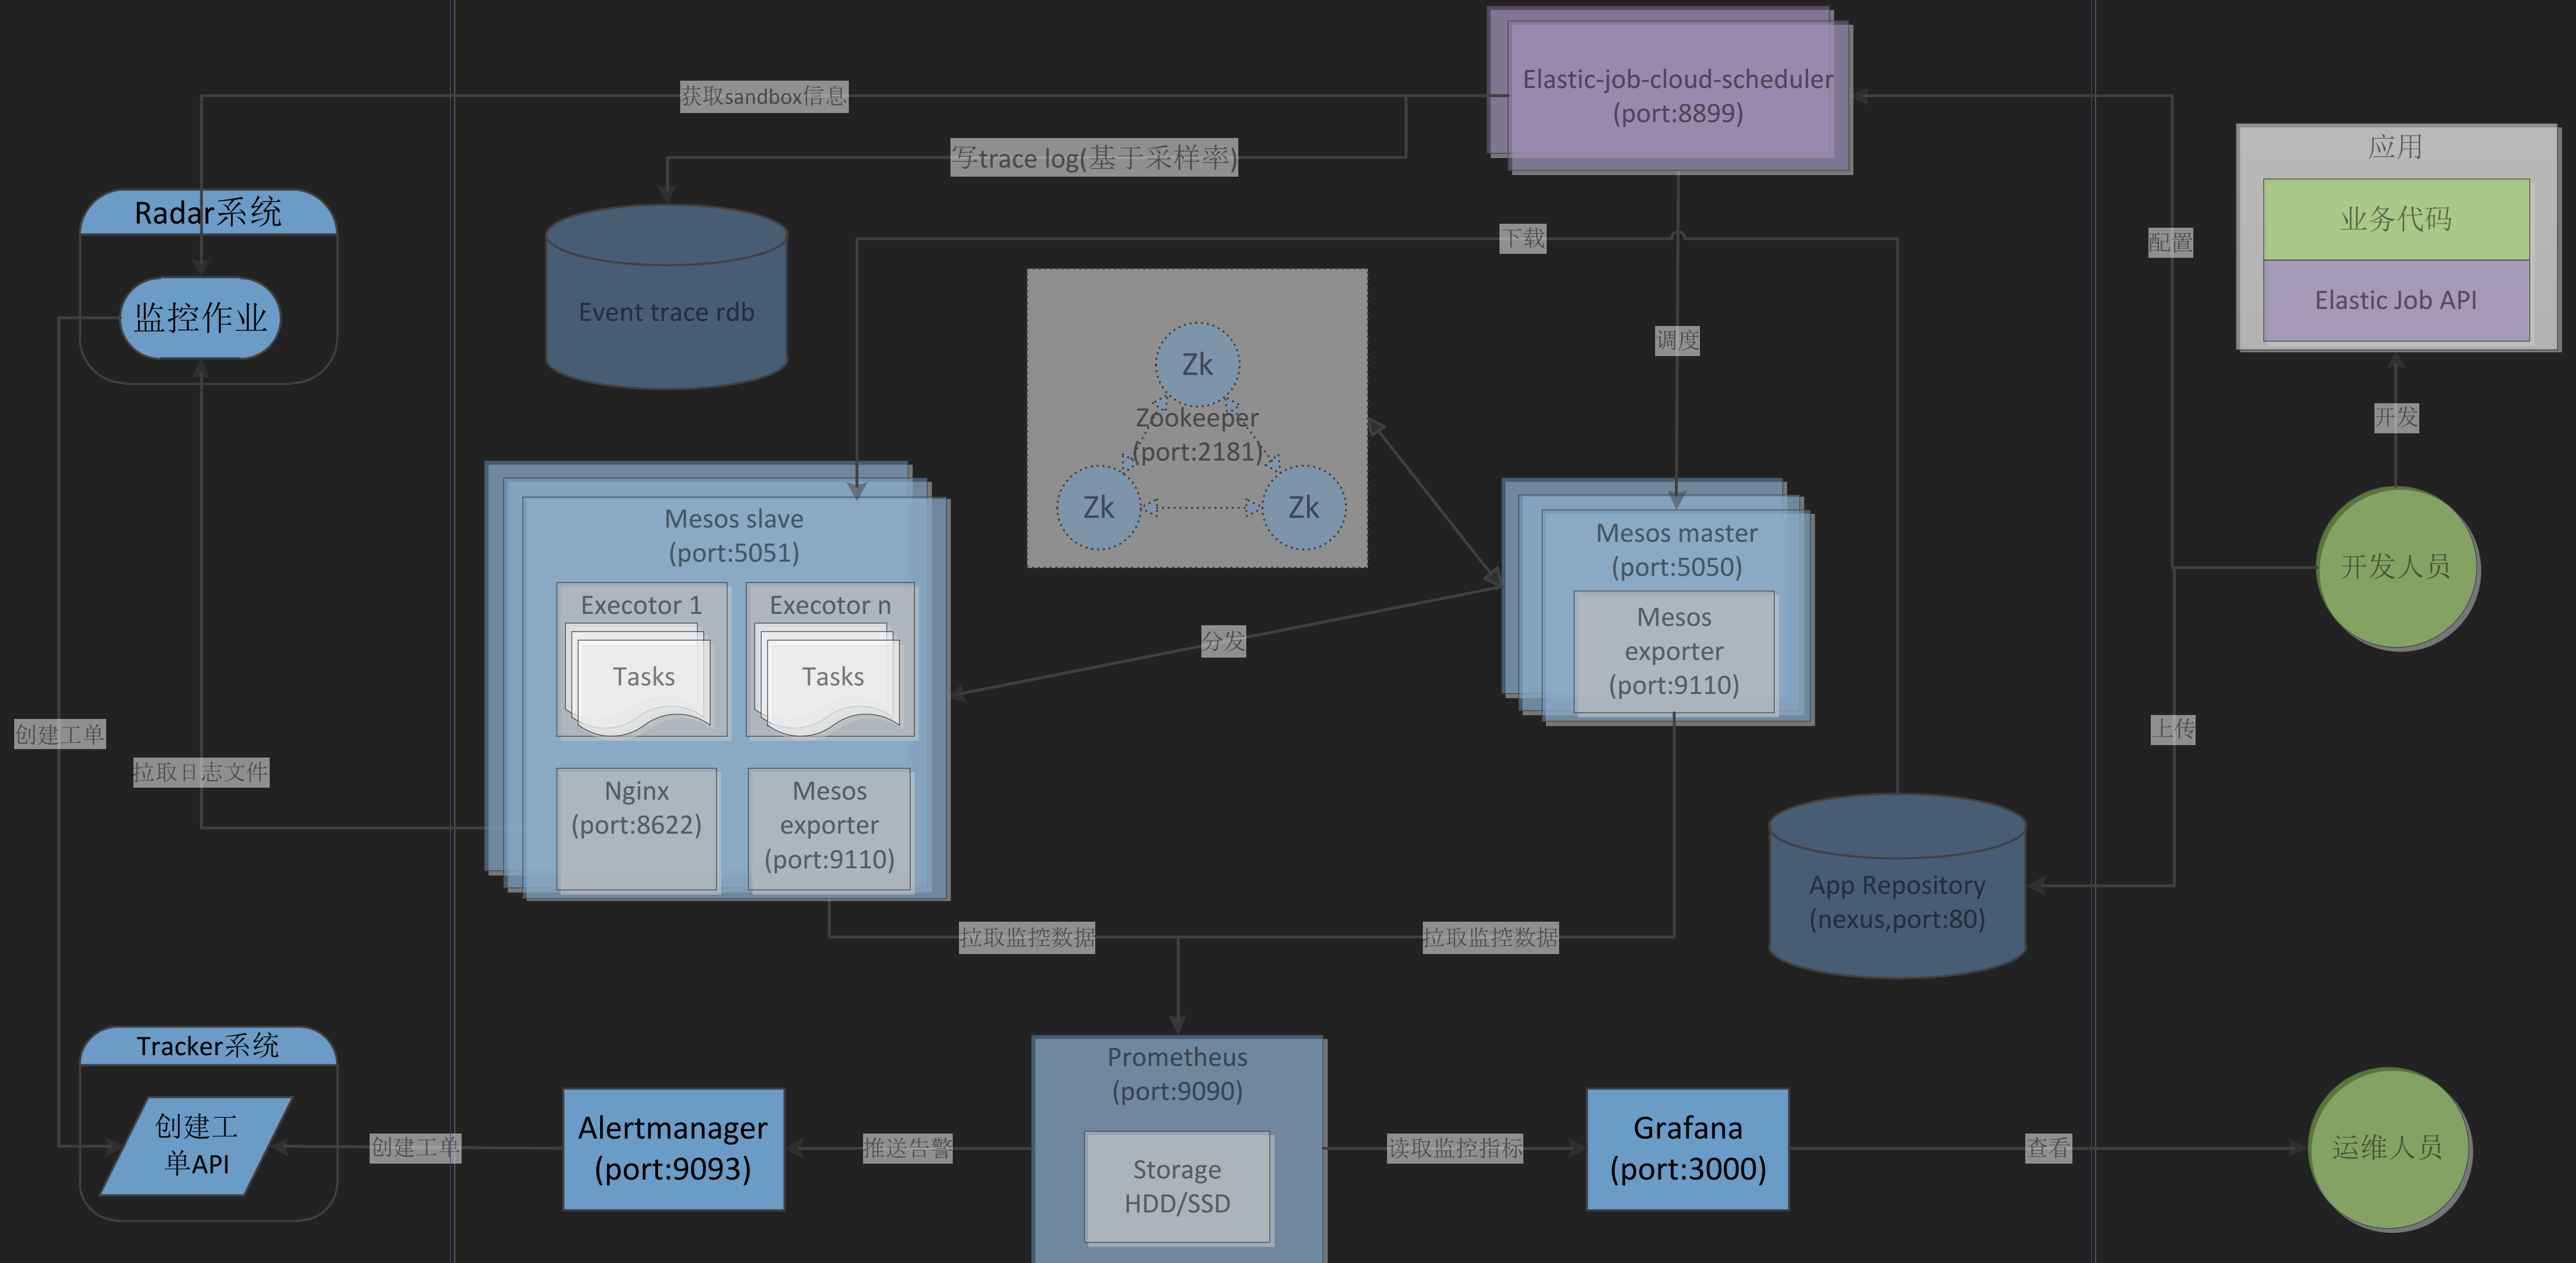 Elastic-job-cloud-scheduler
(port:8899)
获取sandbox信息
写trace log(基于采样率)
应用
业务代码
Elastic Job API
Radar系统
监控作业
下载
配置
Event trace rdb
调度
Zk
Zookeeper
(port:2181)
Zk
Zk
开发
Mesos slave
(port:5051)
Execotor 1
Tasks
Execotor n
Tasks
Nginx
(port:8622)
Mesos
exporter
(port:9110)
Mesos master
(port:5050)
Mesos
exporter
(port:9110)
开发人员
分发
创建工单
拉取日志文件
上传
App Repository
(nexus,port:80)
拉取监控数据
拉取监控数据
Tracker系统
创建工
单API
创建工单
Alertmanager
(port:9093)
推送告警
Prometheus
(port:9090)
Storage
HDD/SSD
读取监控指标
Grafana
(port:3000)
查看
运维人员